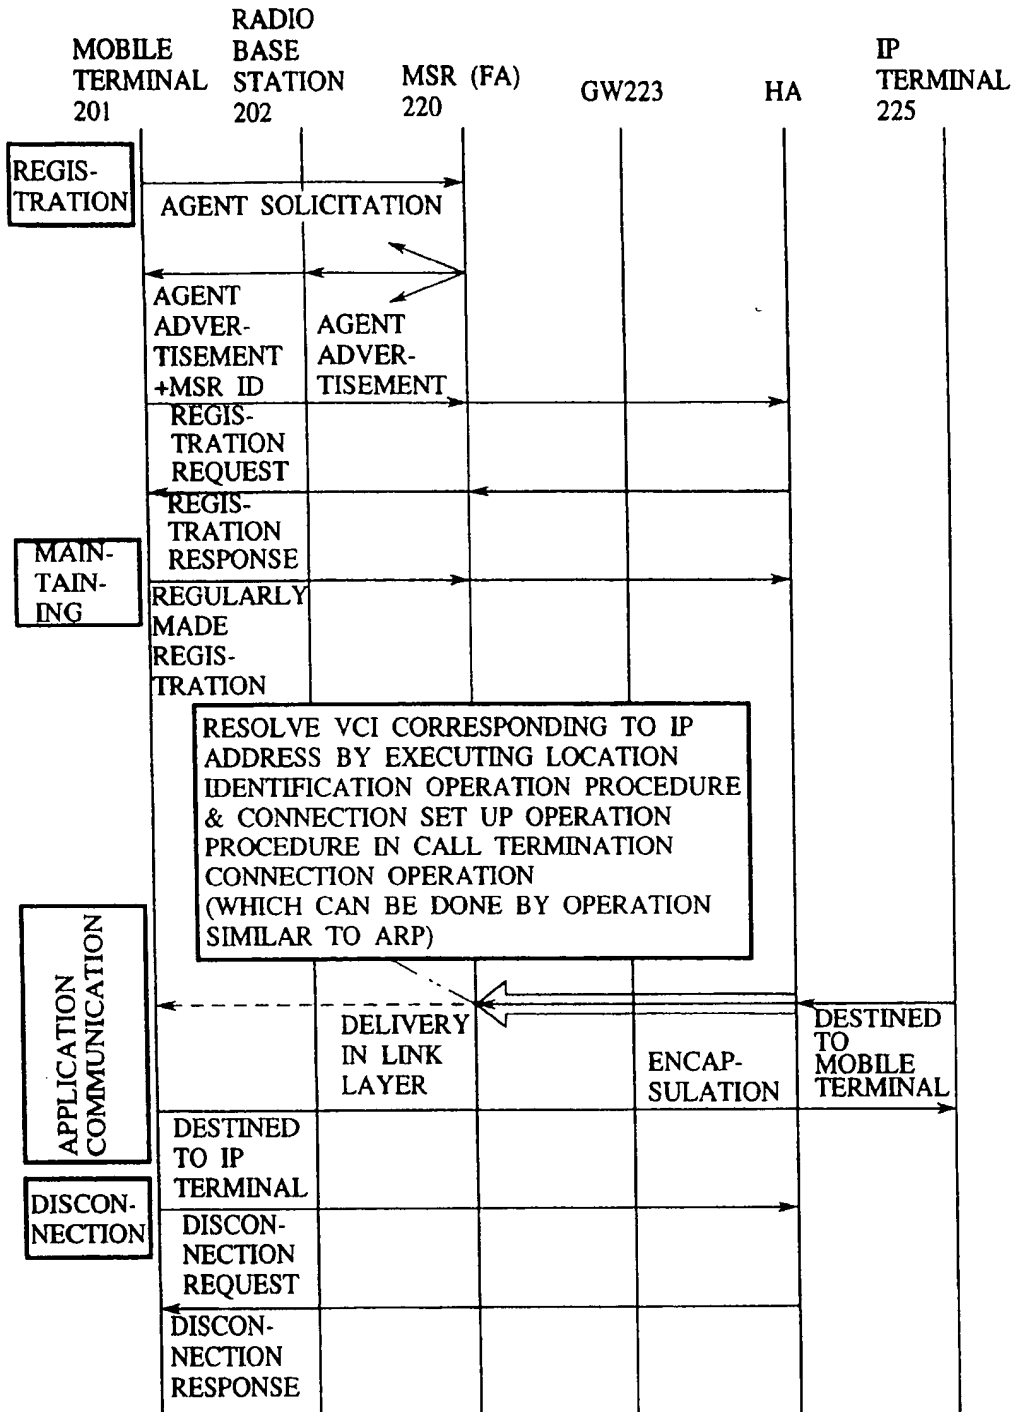 MOBILE
TERMINAL
201
RADIO
BASE
STATION
202
MSR (FA)
220
GW223
HA
IP
TERMINAL
225
REGIS-
TRATION
AGENT SOLICITATION
AGENT
ADVER-
TISEMENT
+MSR ID
AGENT
ADVER-
TISEMENT
REGIS-
TRATION
REQUEST
REGIS-
TRATION
RESPONSE
MAIN-
TAIN-
ING
REGULARLY
MADE
REGIS-
TRATION
RESOLVE VCI CORRESPONDING TO IP
ADDRESS BY EXECUTING LOCATION
IDENTIFICATION OPERATION PROCEDURE
& CONNECTION SET UP OPERATION
PROCEDURE IN CALL TERMINATION
CONNECTION OPERATION
(WHICH CAN BE DONE BY OPERATION
SIMILAR TO ARP)
APPLICATION
COMMUNICATION
DELIVERY
IN LINK
LAYER
ENCAP-
SULATION
DESTINED
TO
MOBILE
TERMINAL
DESTINED
TO IP
TERMINAL
DISCON-
NECTION
DISCON-
NECTION
REQUEST
DISCON-
NECTION
RESPONSE